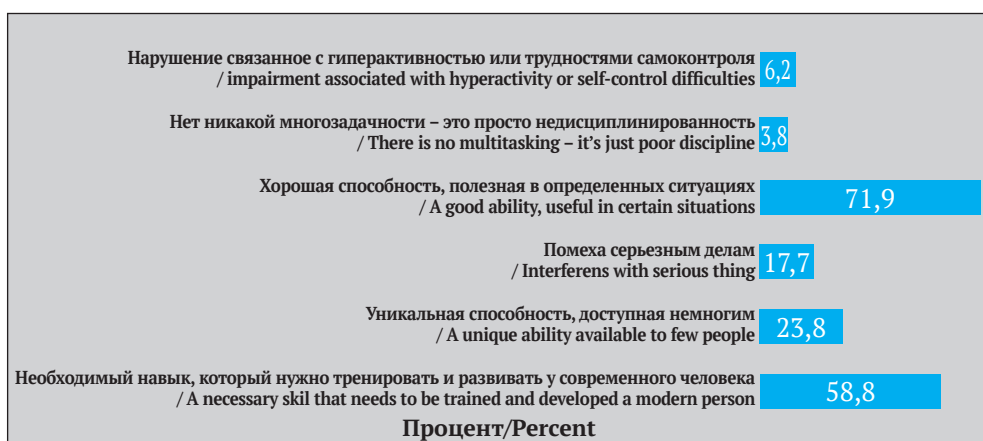 Нарушение связанное с гиперактивностью или трудностями самоконтроля
/ impairment associated with hyperactivity or self-control difficulties
6,2
Нет никакой многозадачности – это просто недисциплинированность
/ There is no multitasking – it's just poor discipline
3,8
Хорошая способность, полезная в определенных ситуациях
/ A good ability, useful in certain situations
71,9
Помеха серьезным делам
/ Interferens with serious thing
17,7
Уникальная способность, доступная немногим
/ A unique ability available to few people
23,8
Необходимый навык, который нужно тренировать и развивать у современного человека
/ A necessary skil that needs to be trained and developed a modern person
58,8
Процент/Percent